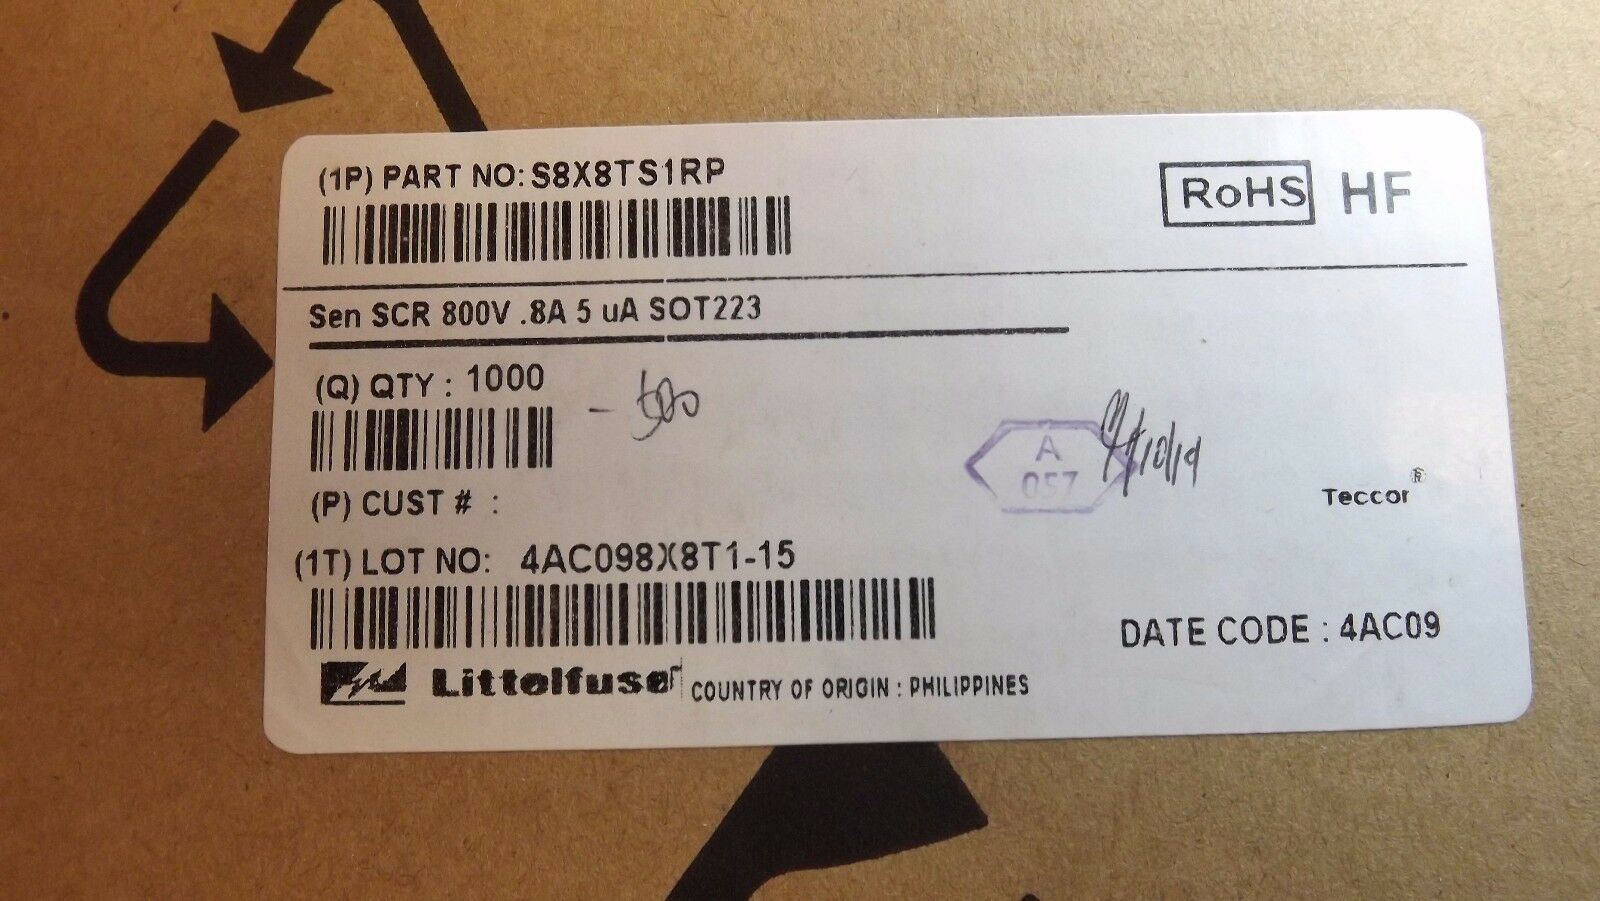 (1P) PART NO: S8X8TS1RP
RoHS HF
Sen SCR 800V .8A 5 uA SOT223
(Q) QTY : 1000
- 500
A
057
(P) CUST # :
Teccor®
(1T) LOT NO: 4AC098X8T1-15
DATE CODE : 4AC09
Littelfuse
COUNTRY OF ORIGIN : PHILIPPINES